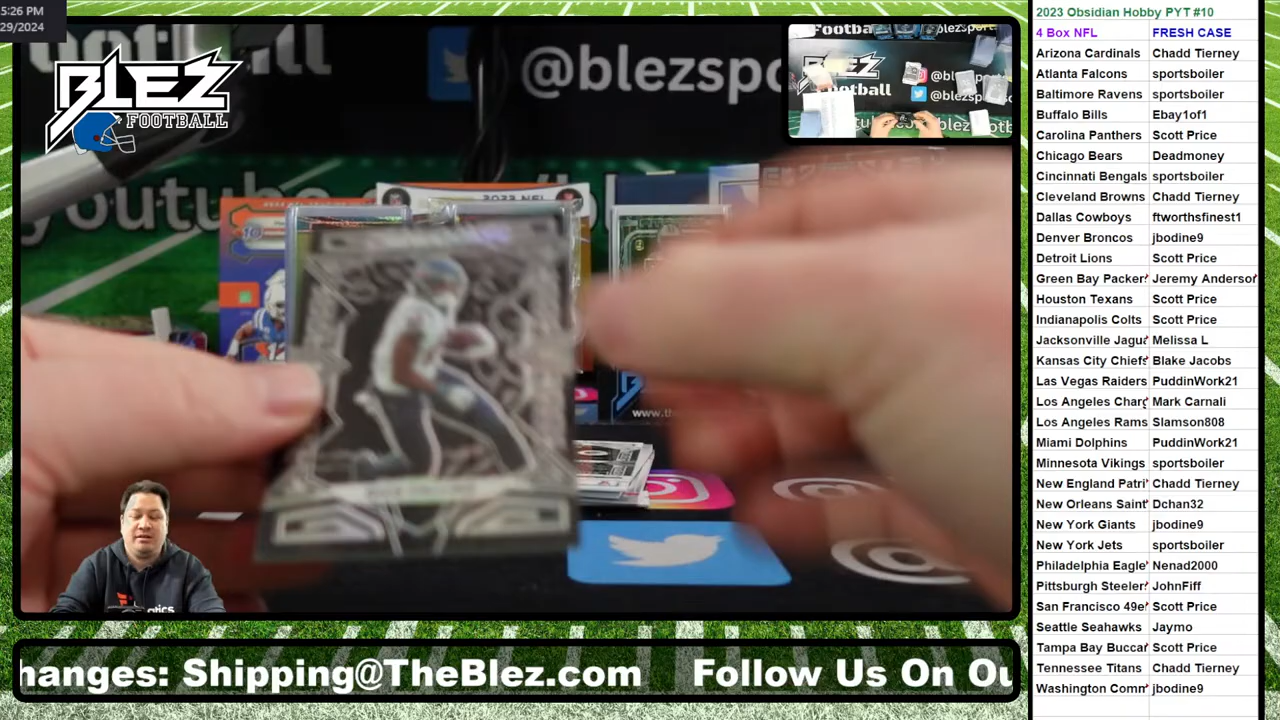 5:26 PM
29/2024
BLEZ
FOOTBALL
@blezspo
youtube
2023 NFL
www.th
hanges: Shipping@TheBlez.com Follow Us On Ou
2023 Obsidian Hobby PYT #10
4 Box NFL FRESH CASE
Arizona Cardinals Chadd Tierney
Atlanta Falcons sportsboiler
Baltimore Ravens sportsboiler
Buffalo Bills Ebay1of1
Carolina Panthers Scott Price
Chicago Bears Deadmoney
Cincinnati Bengals sportsboiler
Cleveland Browns Chadd Tierney
Dallas Cowboys ftworthsfinest1
Denver Broncos jbodine9
Detroit Lions Scott Price
Green Bay Packer Jeremy Anderson
Houston Texans Scott Price
Indianapolis Colts Scott Price
Jacksonville Jagu Melissa L
Kansas City Chiefs Blake Jacobs
Las Vegas Raiders PuddinWork21
Los Angeles Charg Mark Carnali
Los Angeles Rams Slamson808
Miami Dolphins PuddinWork21
Minnesota Vikings sportsboiler
New England Patri Chadd Tierney
New Orleans Saint Dchan32
New York Giants jbodine9
New York Jets sportsboiler
Philadelphia Eagle Nenad2000
Pittsburgh Steeler JohnFiff
San Francisco 49e Scott Price
Seattle Seahawks Jaymo
Tampa Bay Buccar Scott Price
Tennessee Titans Chadd Tierney
Washington Comm jbodine9